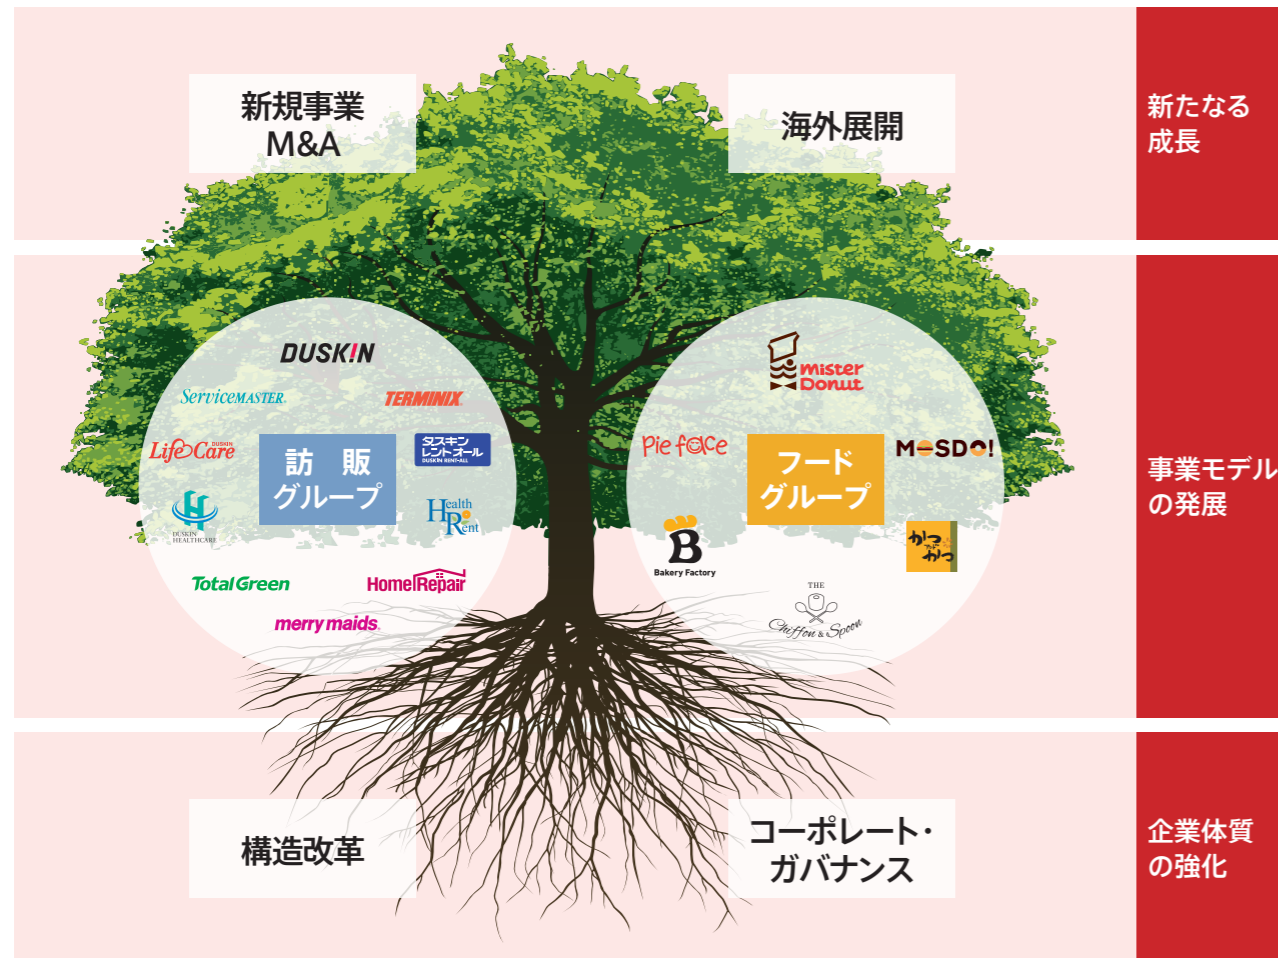 新規事業
M&A
海外展開
新たなる
成長
DUSK!N
ServiceMASTER
TERMINIX
LifeCare
DUSKIN
訪 販
グループ
ダスキン
レントオール
DUSKIN RENT-ALL
DUSKIN
HEALTHCARE
Health
Rent
TotalGreen
HomeRepair
merry maids
mister
Donut
Pie face
フード
グループ
MOSDO!
B
Bakery Factory
かつ
アンド
かつ
THE
Chiffon & Spoon
事業モデル
の発展
構造改革
コーポレート・
ガバナンス
企業体質
の強化